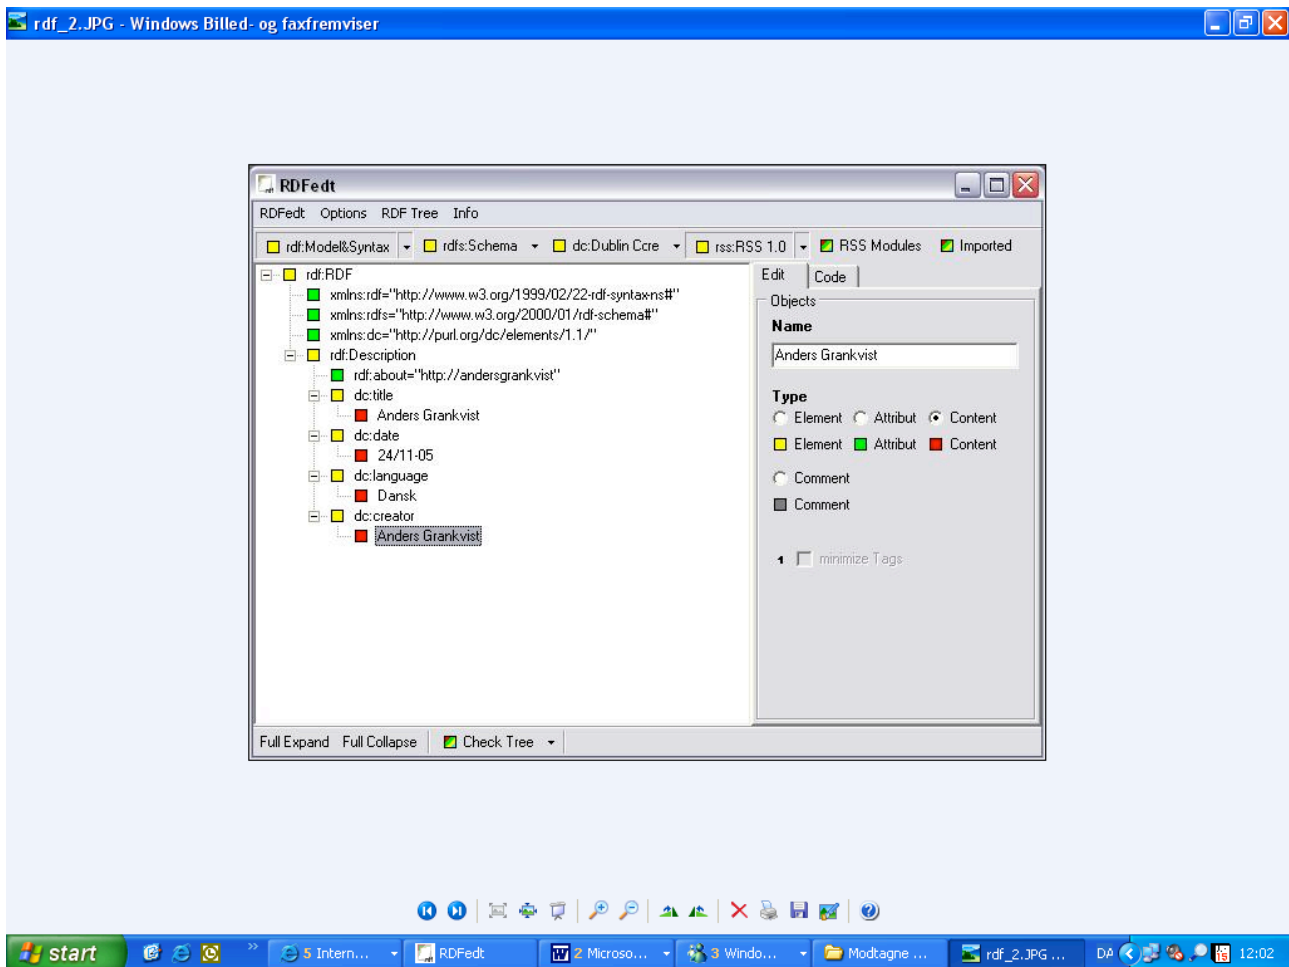 rdf_2.JPG - Windows Billed- og faxfremviser
RDFedt
RDFedt Options RDF Tree Info
rdf:Model&Syntax rdfs:Schema dc:Dublin Core rss:RSS 1.0 RSS Modules Imported
rdf:RDF
xmlns:rdf="http://www.w3.org/1999/02/22-rdf-syntax-ns#"
xmlns:rdfs="http://www.w3.org/2000/01/rdf-schema#"
xmlns:dc="http://purl.org/dc/elements/1.1/"
rdf:Description
rdf:about="http://andersgrankvist"
dc:title
Anders Grankvist
dc:date
24/11-05
dc:language
Dansk
dc:creator
Anders Grankvist
Edit Code
Objects
Name
Anders Grankvist
Type
Element Attribut Content
Element Attribut Content
Comment
Comment
1 minimize Tags
Full Expand Full Collapse Check Tree
start 5 Intern... RDFedt 2 Microso... 3 Windo... Modtagne ... rdf_2.JPG ... DA 15 12:02